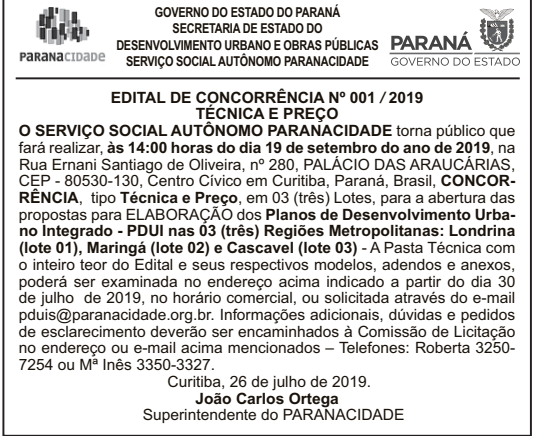 GOVERNO DO ESTADO DO PARANÁ
SECRETARIA DE ESTADO DO
DESENVOLVIMENTO URBANO E OBRAS PÚBLICAS
SERVIÇO SOCIAL AUTÔNOMO PARANACIDADE
PARANACIDADE
PARANÁ
GOVERNO DO ESTADO
EDITAL DE CONCORRÊNCIA Nº 001 / 2019
TÉCNICA E PREÇO
O SERVIÇO SOCIAL AUTÔNOMO PARANACIDADE torna público que
fará realizar, às 14:00 horas do dia 19 de setembro do ano de 2019, na
Rua Ernani Santiago de Oliveira, nº 280, PALÁCIO DAS ARAUCÁRIAS,
CEP - 80530-130, Centro Cívico em Curitiba, Paraná, Brasil, CONCOR-
RÊNCIA, tipo Técnica e Preço, em 03 (três) Lotes, para a abertura das
propostas para ELABORAÇÃO dos Planos de Desenvolvimento Urba-
no Integrado - PDUI nas 03 (três) Regiões Metropolitanas: Londrina
(lote 01), Maringá (lote 02) e Cascavel (lote 03) - A Pasta Técnica com
o inteiro teor do Edital e seus respectivos modelos, adendos e anexos,
poderá ser examinada no endereço acima indicado a partir do dia 30
de julho de 2019, no horário comercial, ou solicitada através do e-mail
pduis@paranacidade.org.br. Informações adicionais, dúvidas e pedidos
de esclarecimento deverão ser encaminhados à Comissão de Licitação
no endereço ou e-mail acima mencionados – Telefones: Roberta 3250-
7254 ou Mª Inês 3350-3327.
Curitiba, 26 de julho de 2019.
João Carlos Ortega
Superintendente do PARANACIDADE